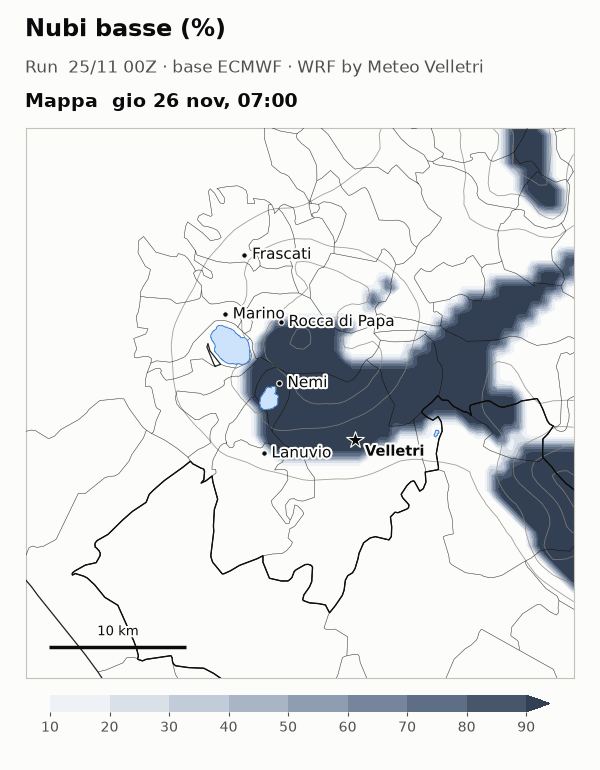 Nubi basse (%)
Run  25/11 00Z · base ECMWF · WRF by Meteo Velletri
Mappa  gio 26 nov, 07:00
Frascati
Marino
Rocca di Papa
Nemi
Velletri
Lanuvio
10 km
10 20 30 40 50 60 70 80 90